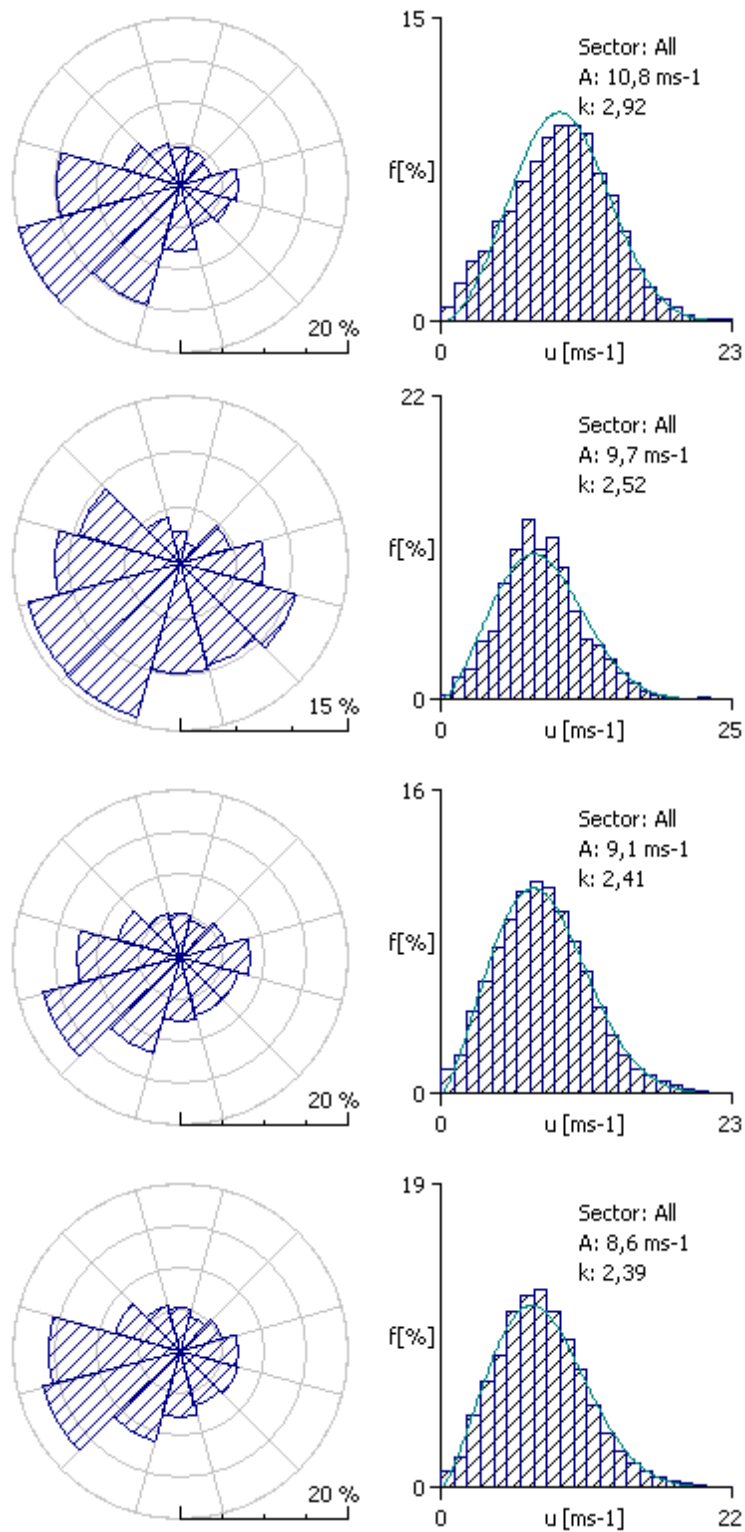 15
Sector: All
A: 10,8 ms-1
k: 2,92
f[%]
20 %
0
0
u [ms-1]
23
22
Sector: All
A: 9,7 ms-1
k: 2,52
f[%]
15 %
0
0
u [ms-1]
25
16
Sector: All
A: 9,1 ms-1
k: 2,41
f[%]
20 %
0
0
u [ms-1]
23
19
Sector: All
A: 8,6 ms-1
k: 2,39
f[%]
20 %
0
0
u [ms-1]
22